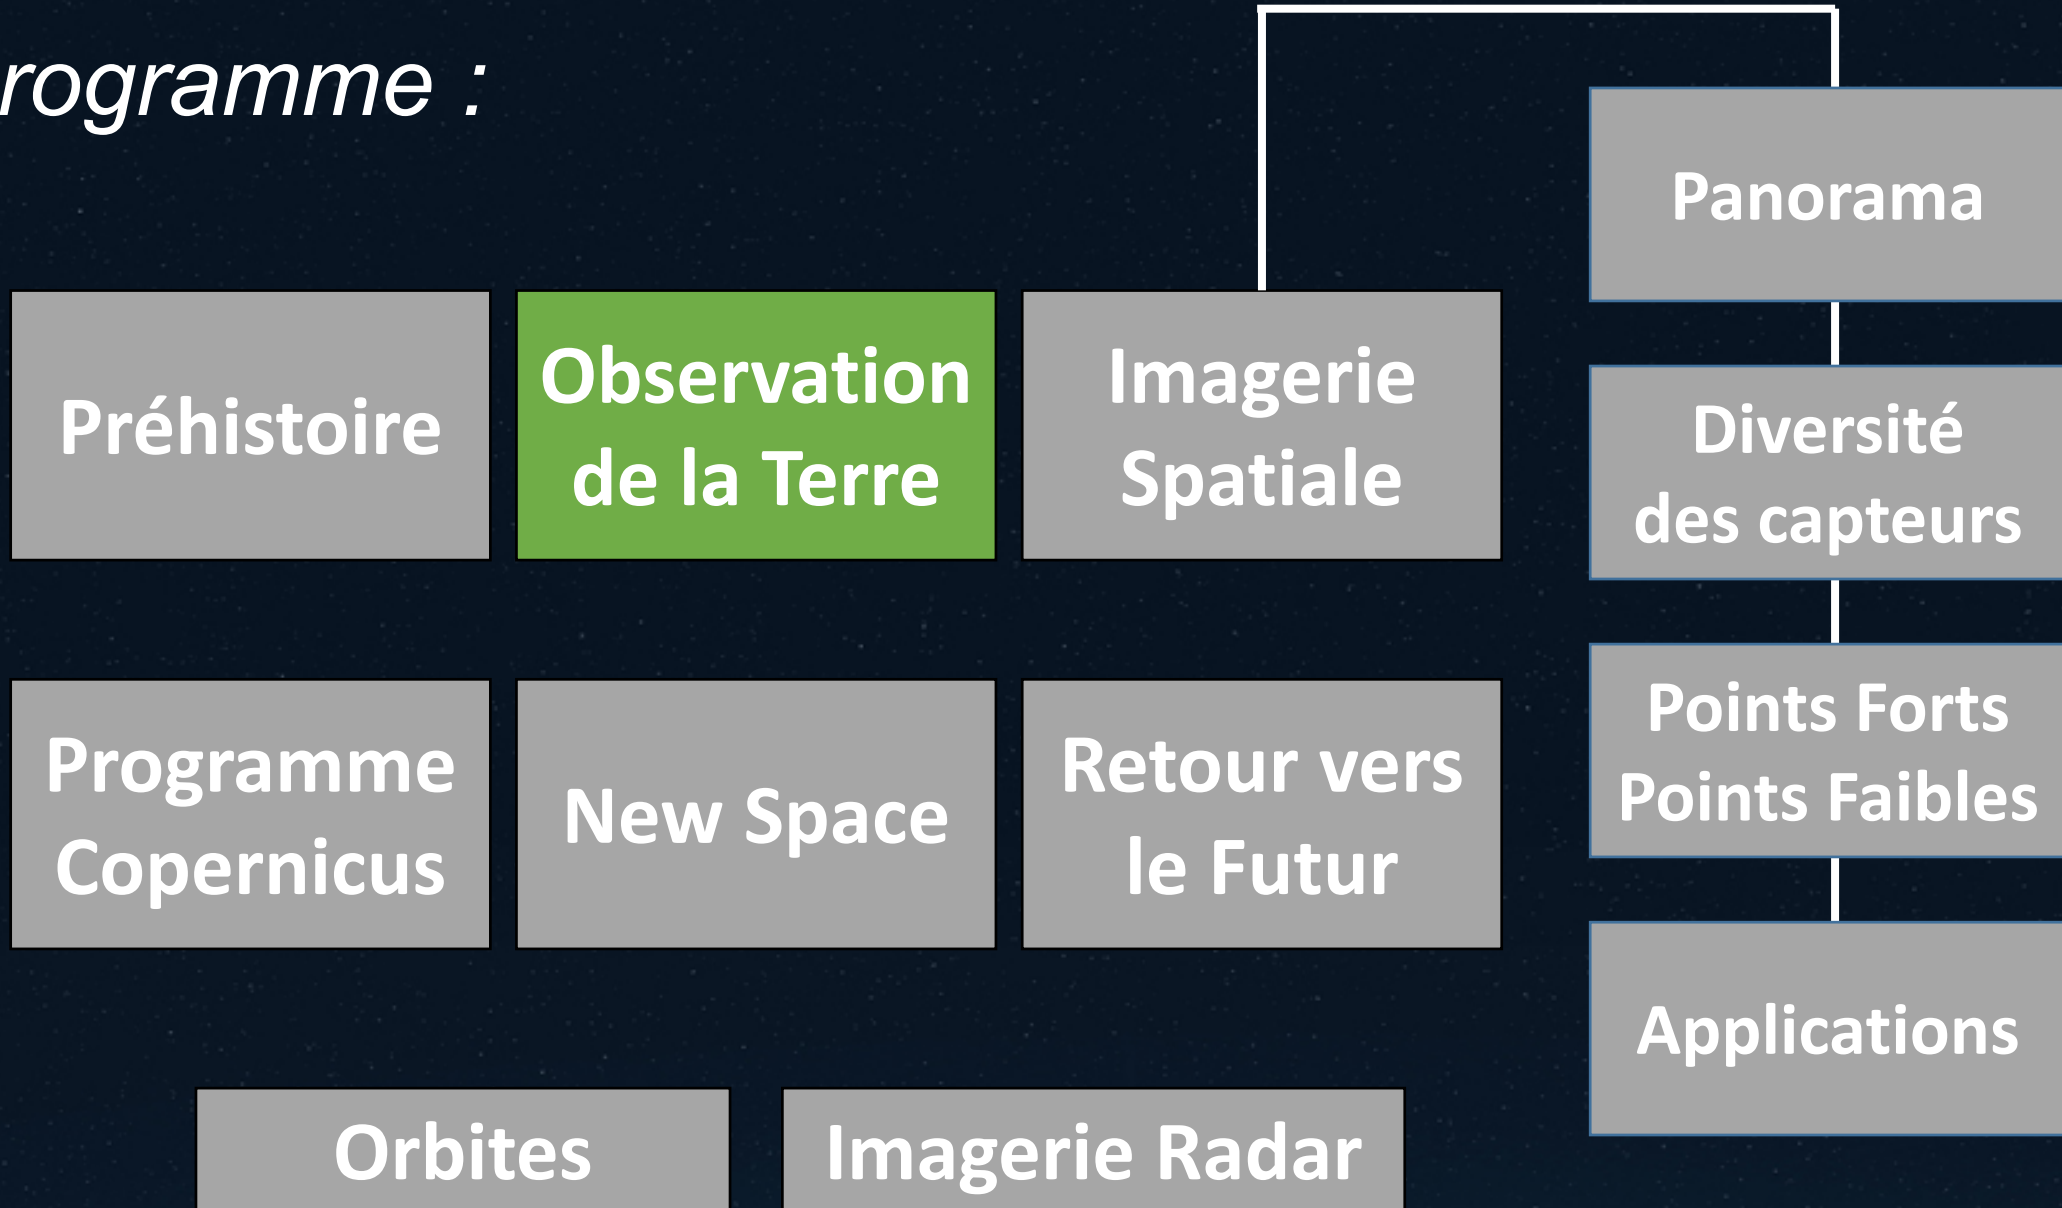 rogramme :
Préhistoire
Observation
de la Terre
Imagerie
Spatiale
Programme
Copernicus
New Space
Retour vers
le Futur
Orbites
Imagerie Radar
Panorama
Diversité
des capteurs
Points Forts
Points Faibles
Applications